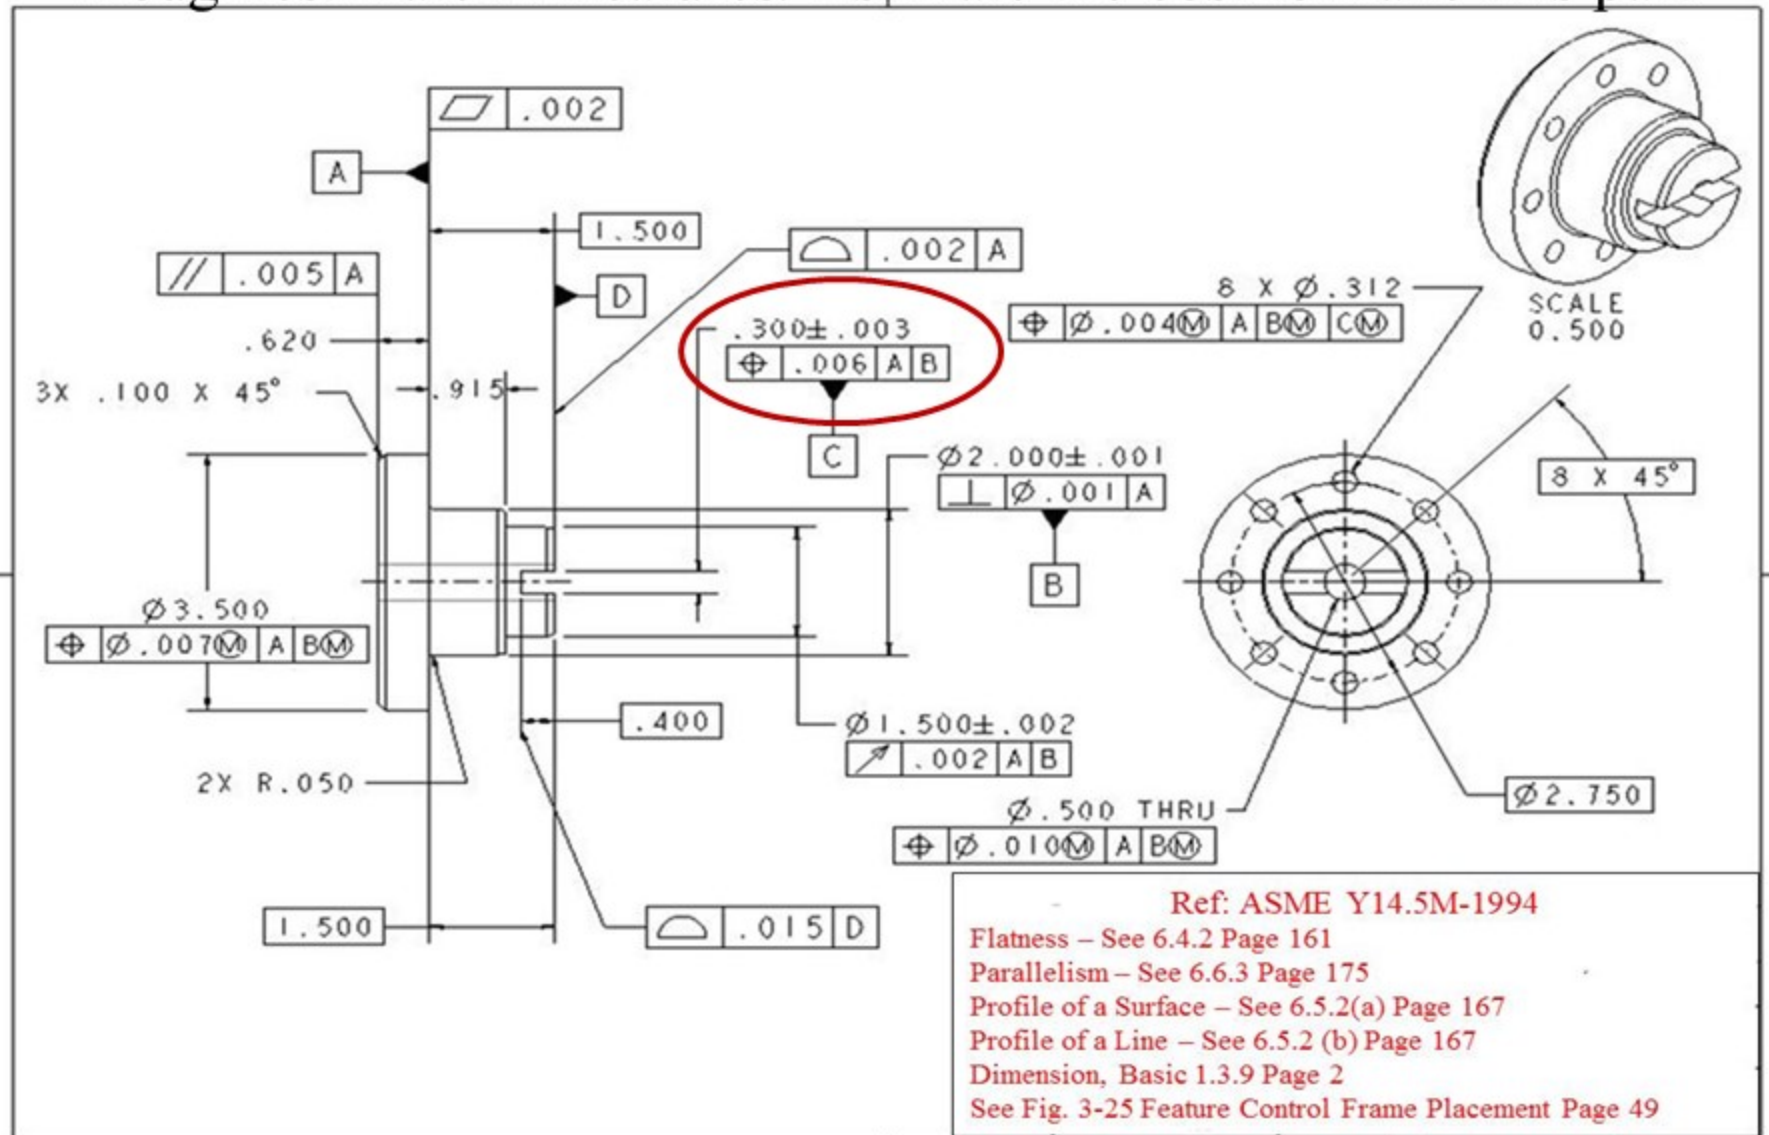 ⏥ .002
A
1.500
⌓ .002 A
D
// .005 A
.620
.300±.003
⌖ .006 A B
C
8 X Ø.312
⌖ Ø.004Ⓜ A BⓂ CⓂ
SCALE
0.500
3X .100 X 45°
.915
Ø2.000±.001
⊥ Ø.001 A
B
8 X 45°
Ø3.500
⌖ Ø.007Ⓜ A BⓂ
.400
Ø1.500±.002
↗ .002 A B
2X R.050
Ø2.750
Ø.500 THRU
⌖ Ø.010Ⓜ A BⓂ
1.500
⌓ .015 D
Ref: ASME Y14.5M-1994
Flatness – See 6.4.2 Page 161
Parallelism – See 6.6.3 Page 175
Profile of a Surface – See 6.5.2(a) Page 167
Profile of a Line – See 6.5.2 (b) Page 167
Dimension, Basic 1.3.9 Page 2
See Fig. 3-25 Feature Control Frame Placement Page 49